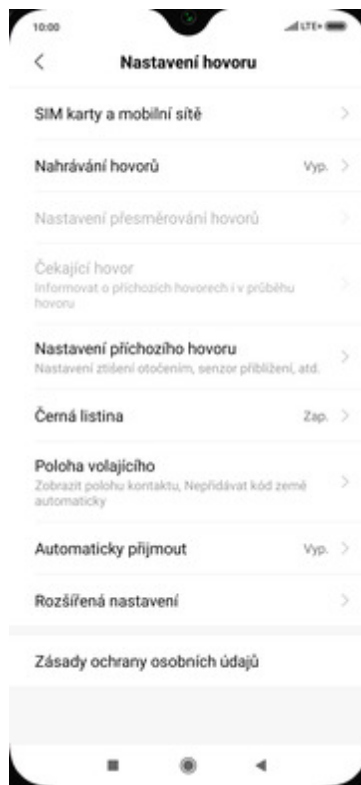 10:00
LTE+
Nastavení hovoru
SIM karty a mobilní sítě
Nahrávání hovorů Vyp.
Nastavení přesměrování hovorů
Čekající hovor
Informovat o příchozích hovorech i v průběhu
hovoru
Nastavení příchozího hovoru
Nastavení ztišení otočením, senzor přiblížení, atd.
Černá listina Zap.
Poloha volajícího
Zobrazit polohu kontaktu, Nepřidávat kód země
automaticky
Automaticky přijmout Vyp.
Rozšířená nastavení
Zásady ochrany osobních údajů